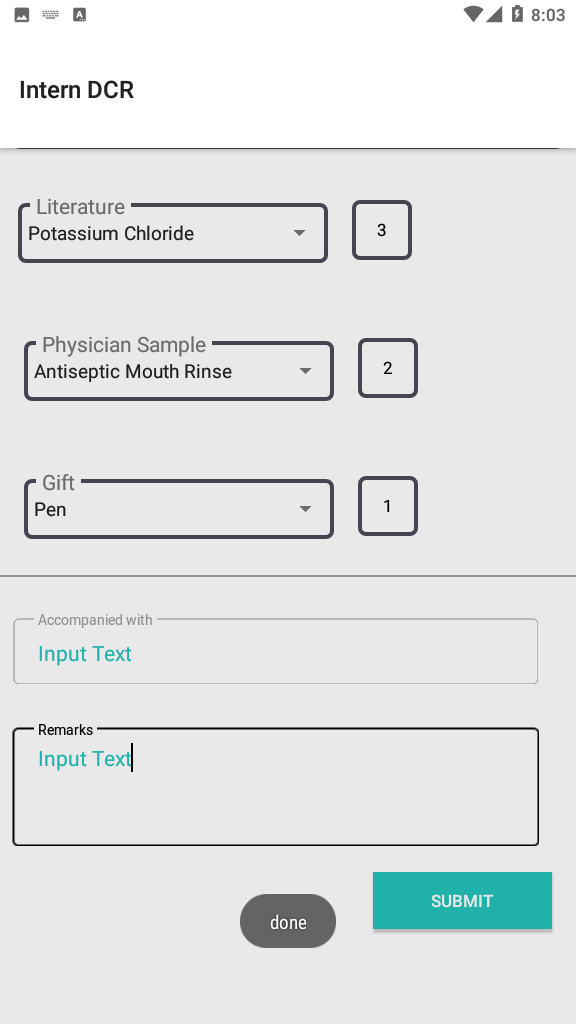 8:03
Intern DCR
Literature
Potassium Chloride
3
Physician Sample
Antiseptic Mouth Rinse
2
Gift
Pen
1
Accompanied with
Input Text
Remarks
Input Text
SUBMIT
done